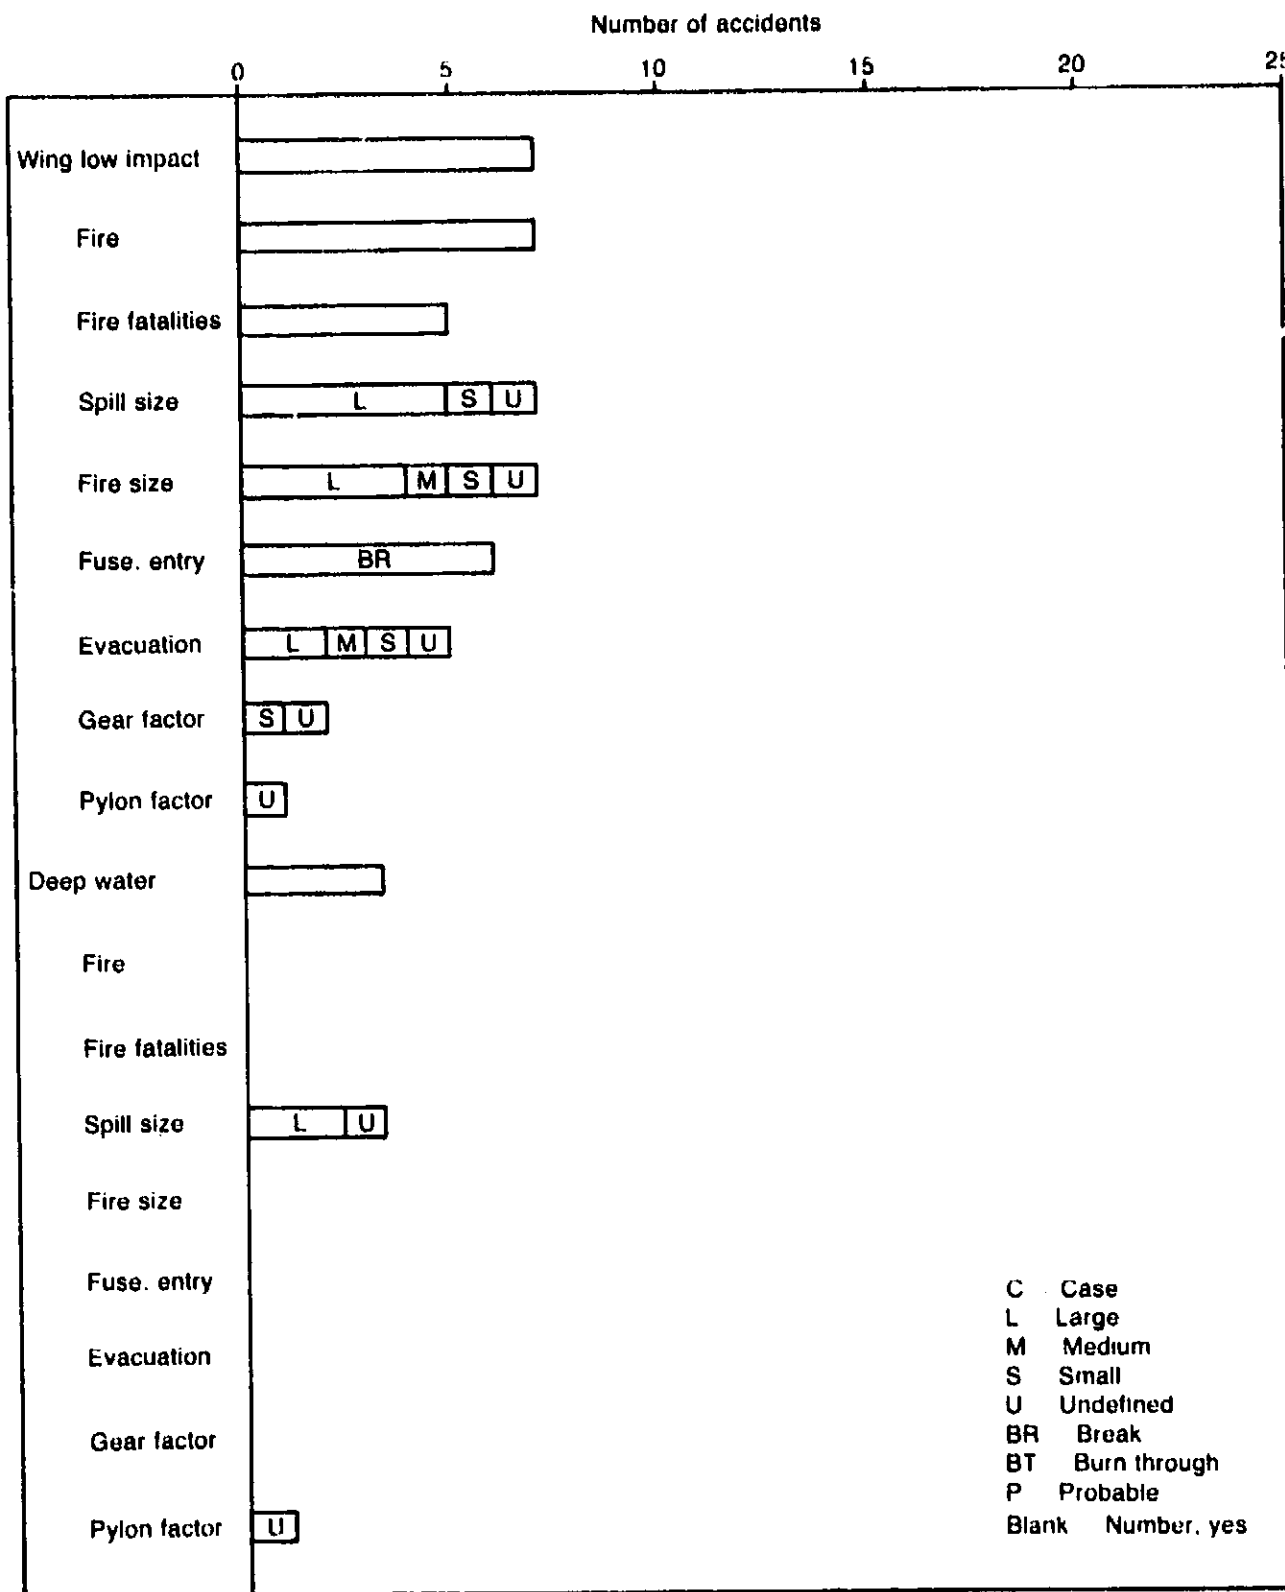 Number of accidents
0 5 10 15 20 25
Wing low impact
Fire
Fire fatalities
Spill size L S U
Fire size L M S U
Fuse. entry BR
Evacuation L M S U
Gear factor S U
Pylon factor U
Deep water
Fire
Fire fatalities
Spill size L U
Fire size
Fuse. entry
Evacuation
Gear factor
Pylon factor U
C Case
L Large
M Medium
S Small
U Undefined
BR Break
BT Burn through
P Probable
Blank Number, yes